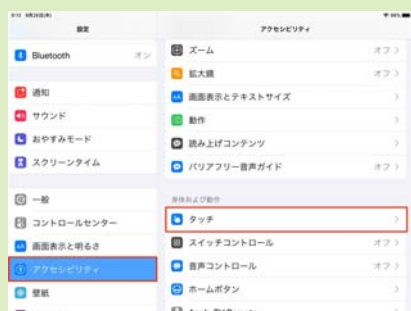 設定
Bluetooth オン
通知
サウンド
おやすみモード
スクリーンタイム
一般
コントロールセンター
画面表示と明るさ
アクセシビリティ
壁紙
アクセシビリティ
ズーム オフ
拡大鏡 オフ
画面表示とテキストサイズ
動作
読み上げコンテンツ
バリアフリー音声ガイド オフ
身体および動作
タッチ
スイッチコントロール オフ
音声コントロール オフ
ホームボタン